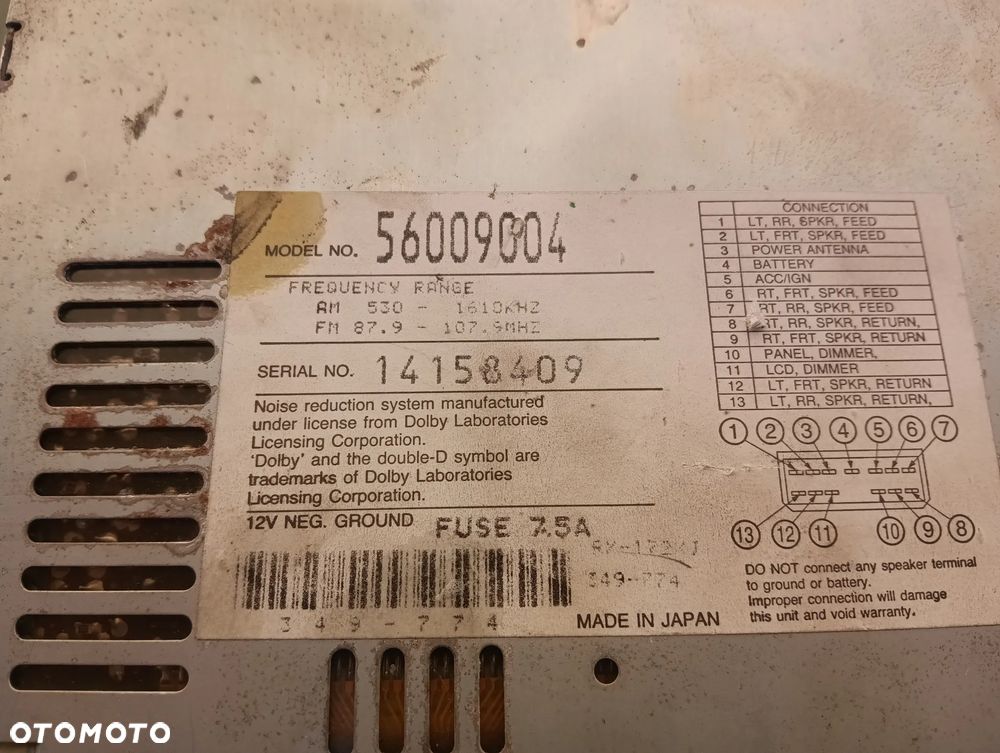 MODEL NO. 56009004
FREQUENCY RANGE
AM 530 - 1610KHZ
FM 87.9 - 107.9MHZ
SERIAL NO. 14158409
Noise reduction system manufactured
under license from Dolby Laboratories
Licensing Corporation.
'Dolby' and the double-D symbol are
trademarks of Dolby Laboratories
Licensing Corporation.
12V NEG. GROUND FUSE 7.5A
349-774
349-774
MADE IN JAPAN
CONNECTION
1 LT, RR, SPKR, FEED
2 LT, FRT, SPKR, FEED
3 POWER ANTENNA
4 BATTERY
5 ACC/IGN
6 RT, FRT, SPKR, FEED
7 RT, RR, SPKR, FEED
8 RT, RR, SPKR, RETURN,
9 RT, FRT, SPKR, RETURN
10 PANEL, DIMMER,
11 LCD, DIMMER
12 LT, FRT, SPKR, RETURN
13 LT, RR, SPKR, RETURN,
1 2 3 4 5 6 7
13 12 11 10 9 8
DO NOT connect any speaker terminal
to ground or battery.
Improper connection will damage
this unit and void warranty.
OTOMOTO